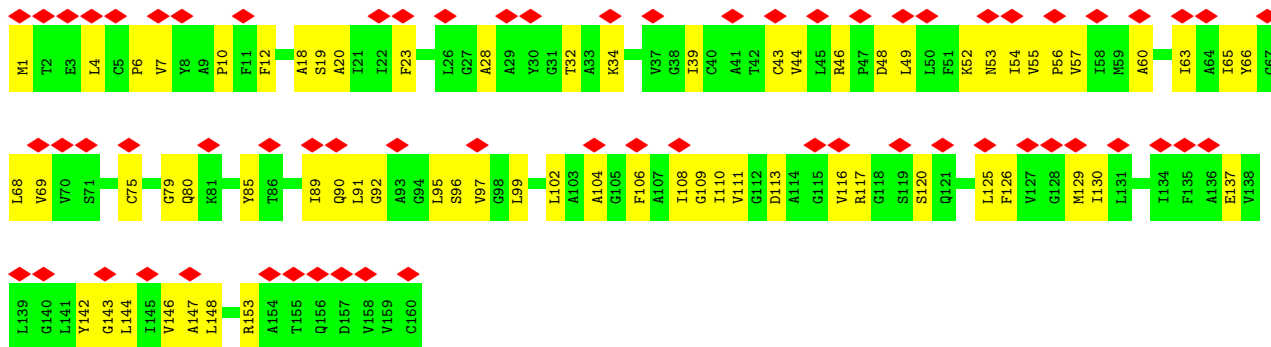 M1 T2 E3 L4 C5 P6 V7 Y8 A9 P10 F11 F12 A18 S19 A20 I21 I22 F23 L26 G27 A28 A29 Y30 G31 T32 A33 K34 V37 G38 I39 C40 A41 T42 C43 V44 L45 R46 P47 D48 L49 L50 F51 K52 N53 I54 V55 P56 V57 I58 M59 A60 I63 A64 I65 Y66 G67
L68 V69 V70 S71 C75 G79 Q80 K81 Y85 T86 I89 Q90 L91 G92 A93 G94 L95 S96 V97 G98 L99 L102 A103 A104 G105 F106 A107 I108 G109 I110 V111 G112 D113 A114 G115 V116 R117 G118 S119 S120 Q121 L125 F126 V127 G128 M129 I130 L131 I134 F135 A136 E137 V138
L139 G140 L141 Y142 G143 L144 I145 V146 A147 L148 R153 A154 T155 Q156 D157 V158 V159 C160